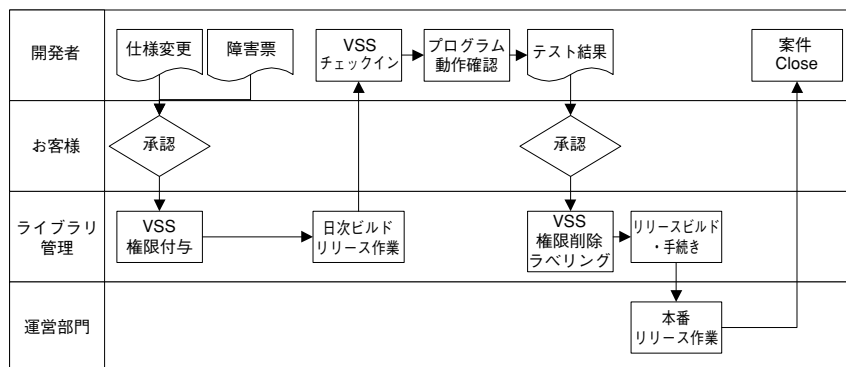 開発者
仕様変更
障害票
VSS
チェックイン
プログラム
動作確認
テスト結果
案件
Close
お客様
承認
承認
ライブラリ
管理
VSS
権限付与
日次ビルド
リリース作業
VSS
権限削除
ラベリング
リリースビルド
・手続き
運営部門
本番
リリース作業